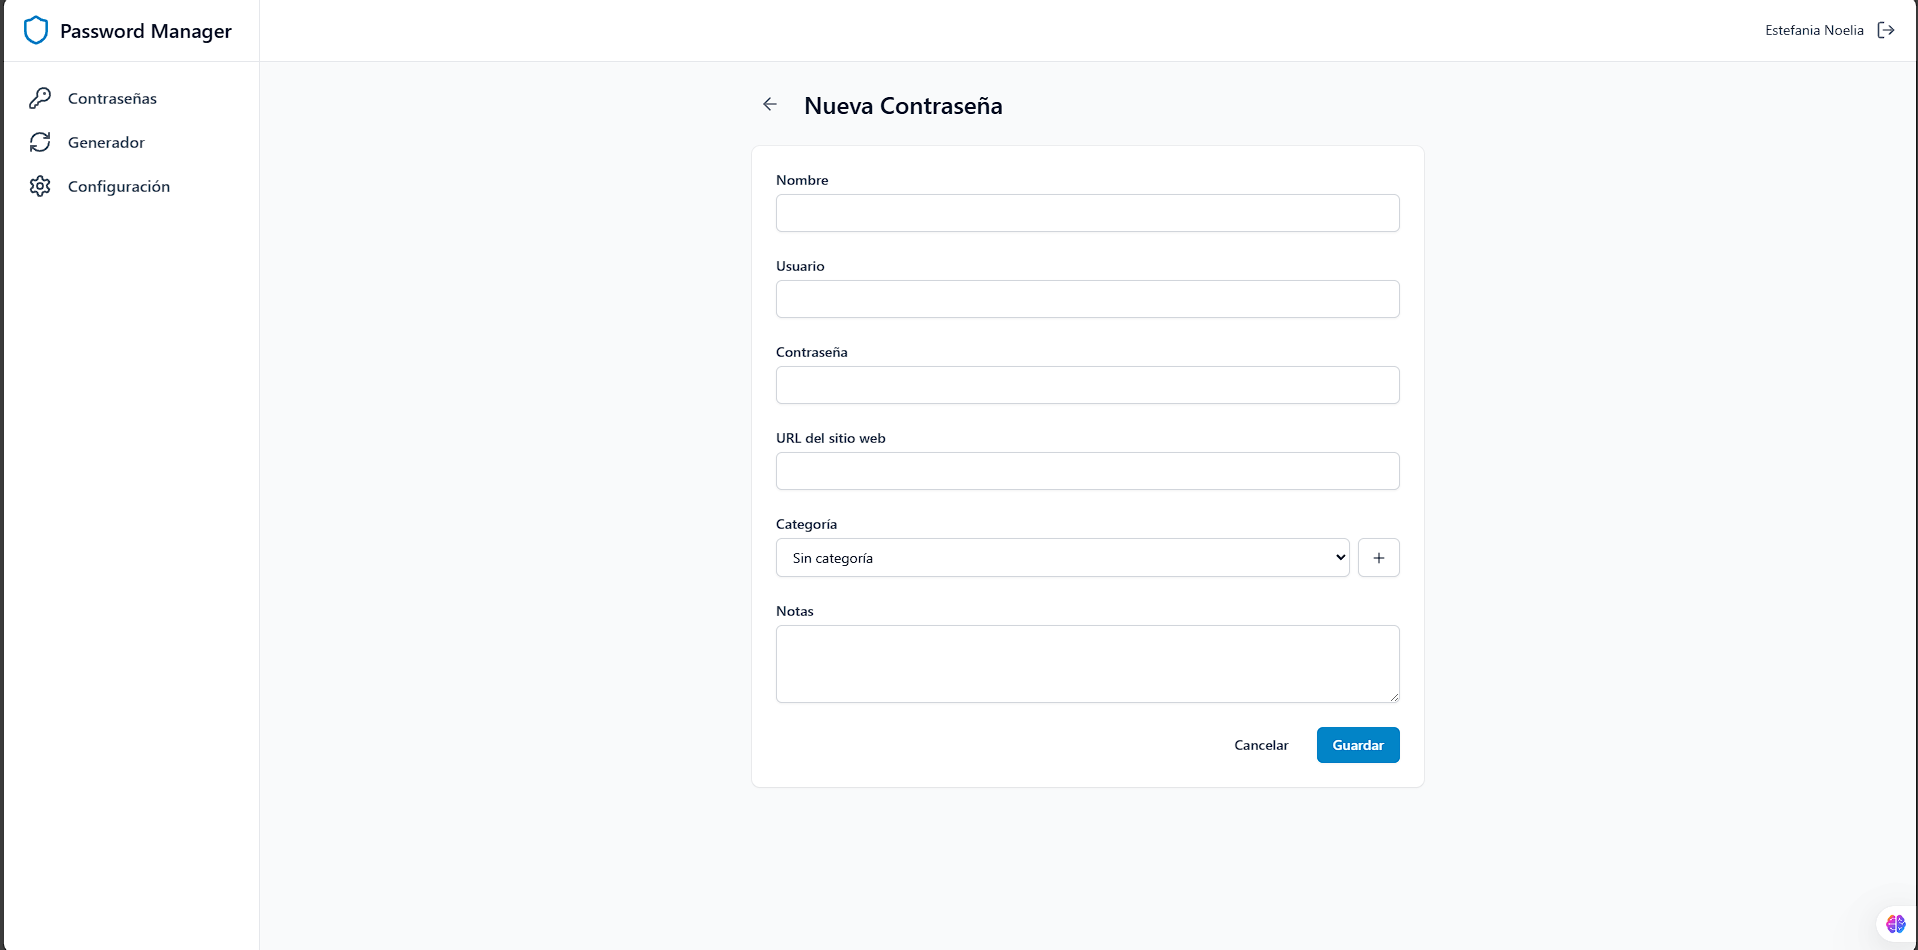 Password Manager
Estefania Noelia
Contraseñas
Generador
Configuración
Nueva Contraseña
Nombre
Usuario
Contraseña
URL del sitio web
Categoría
Sin categoría
Notas
Cancelar
Guardar